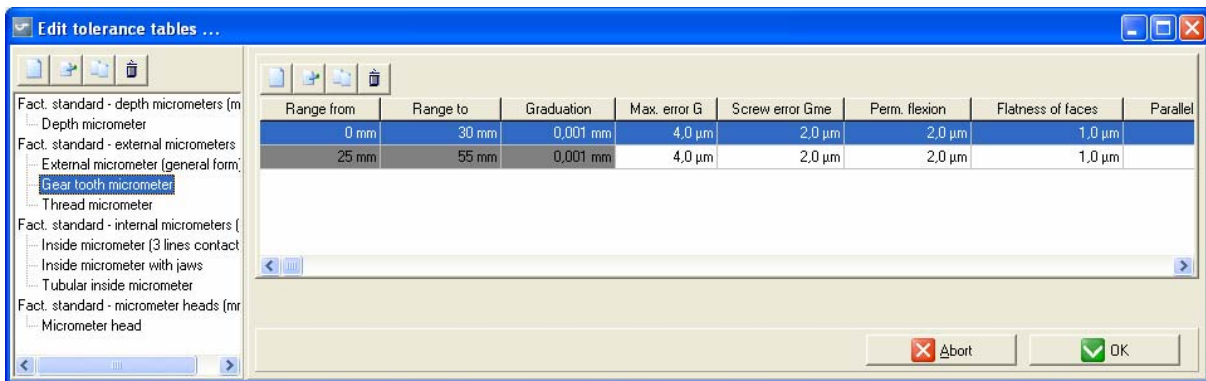 Edit tolerance tables ...
Fact. standard - depth micrometers (m
Depth micrometer
Fact. standard - external micrometers
External micrometer (general form)
Gear tooth micrometer
Thread micrometer
Fact. standard - internal micrometers (
Inside micrometer (3 lines contact
Inside micrometer with jaws
Tubular inside micrometer
Fact. standard - micrometer heads (mr
Micrometer head
Range from Range to Graduation Max. error G Screw error Gme Perm. flexion Flatness of faces Parallel
0 mm 30 mm 0,001 mm 4,0 µm 2,0 µm 2,0 µm 1,0 µm
25 mm 55 mm 0,001 mm 4,0 µm 2,0 µm 2,0 µm 1,0 µm
Abort OK